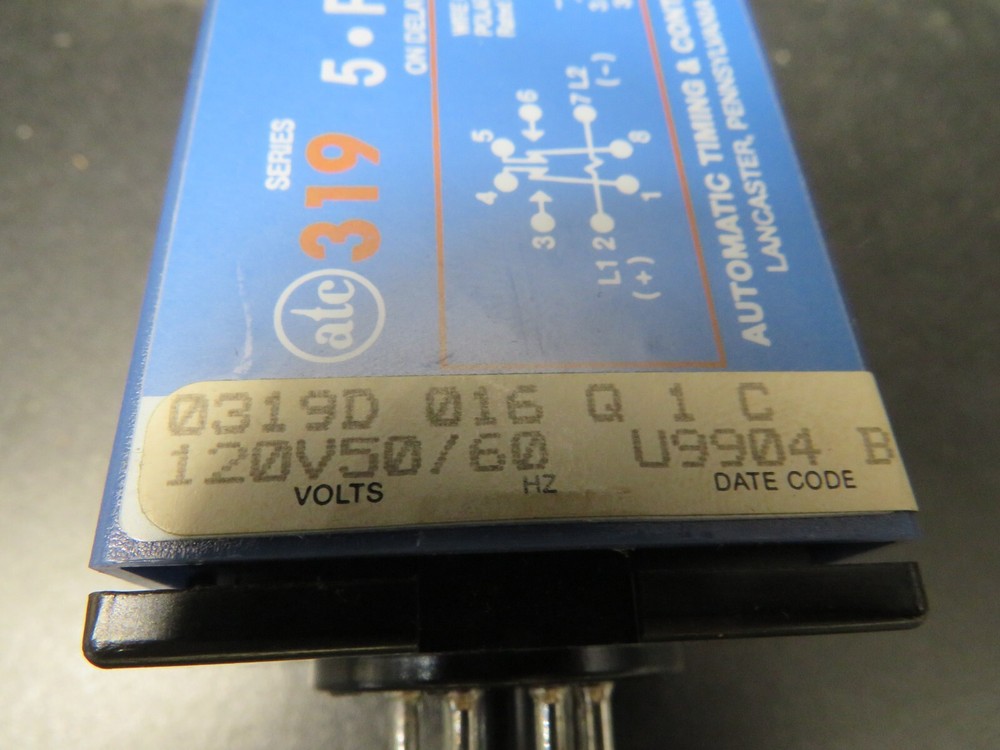 SERIES
atc 319 5•
ON DELA
WIRE
5
6
4
7 L2
(-)
3
8
1
L1 2
(+)
AUTOMATIC TIMING & CONT
LANCASTER, PENNSYLVANIA
0319D 016 Q 1 C
120V50/60 U9904 B
VOLTS HZ DATE CODE